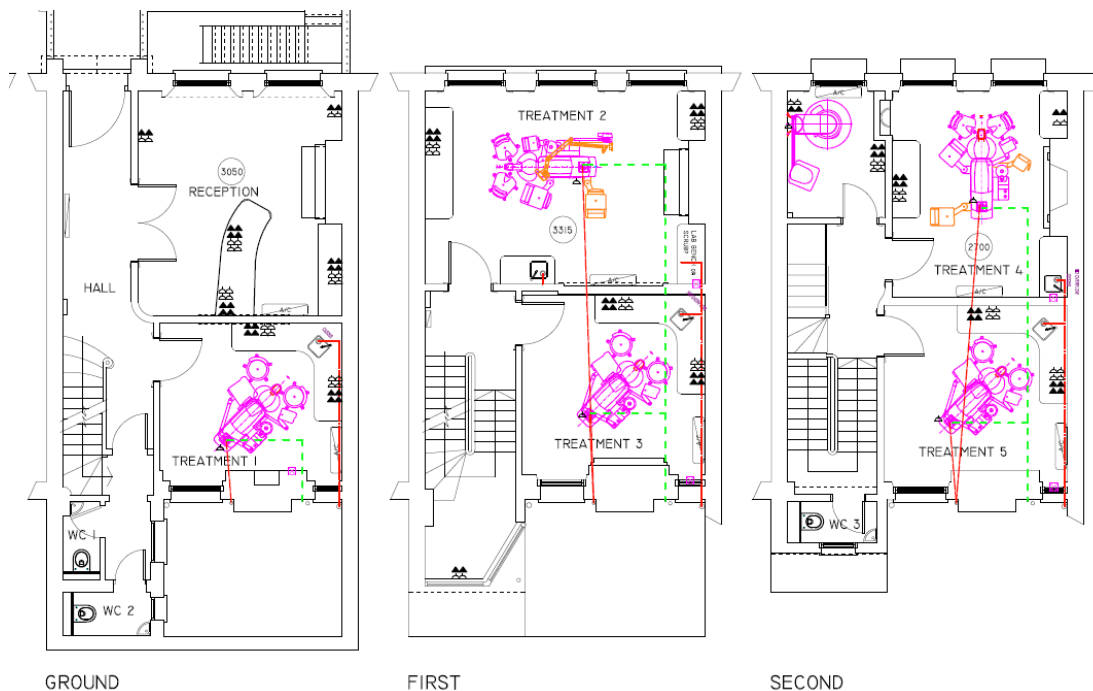 3050
RECEPTION
HALL
A/C
TREATMENT 1
A/C
WC 1
WC 2
GROUND
TREATMENT 2
3315
LAB BENCH OR
SCRUBP
A/C
TREATMENT 3
A/C
FIRST
A/C
2700
TREATMENT 4
A/C
TREATMENT 5
A/C
WC 3
SECOND